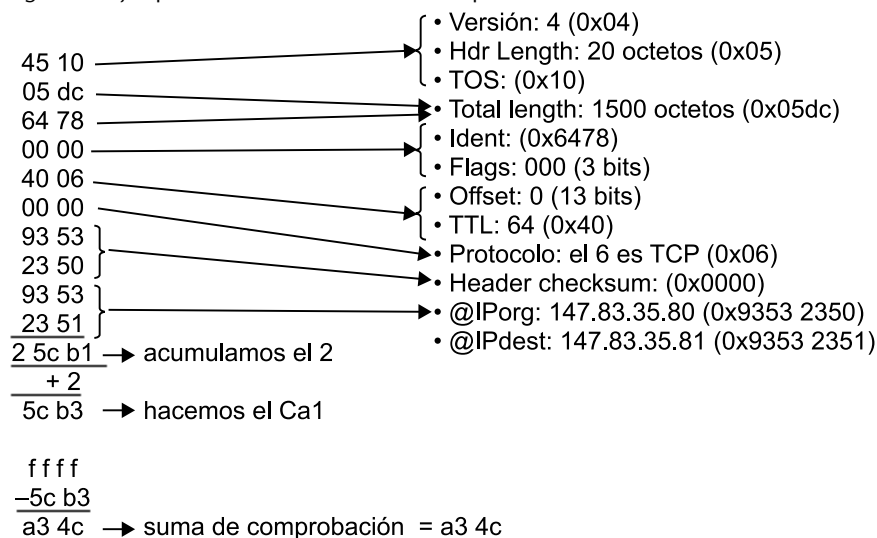 45 10
05 dc
64 78
00 00
40 06
00 00
93 53
23 50
93 53
23 51
2 5c b1 acumulamos el 2
+ 2
5c b3 hacemos el Ca1
f f f f
–5c b3
a3 4c suma de comprobación = a3 4c
• Versión: 4 (0x04)
• Hdr Length: 20 octetos (0x05)
• TOS: (0x10)
• Total length: 1500 octetos (0x05dc)
• Ident: (0x6478)
• Flags: 000 (3 bits)
• Offset: 0 (13 bits)
• TTL: 64 (0x40)
• Protocolo: el 6 es TCP (0x06)
• Header checksum: (0x0000)
• @IPorg: 147.83.35.80 (0x9353 2350)
• @IPdest: 147.83.35.81 (0x9353 2351)